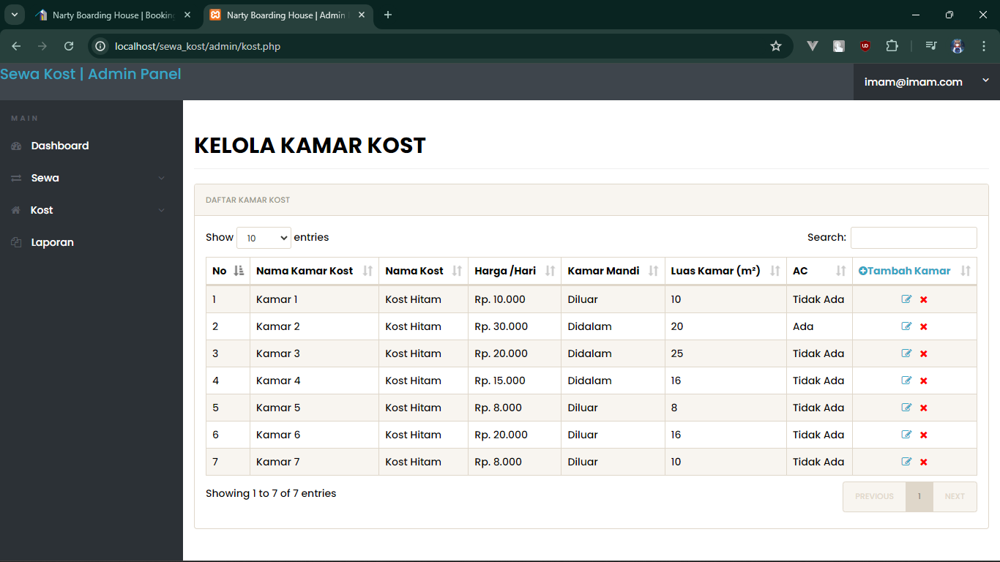 Narty Boarding House | Booking
Narty Boarding House | Admin
localhost/sewa_kost/admin/kost.php
Sewa Kost | Admin Panel
imam@imam.com
MAIN
Dashboard
Sewa
Kost
Laporan
KELOLA KAMAR KOST
DAFTAR KAMAR KOST
Show 10 entries Search:
No Nama Kamar Kost Nama Kost Harga /Hari Kamar Mandi Luas Kamar (m²) AC Tambah Kamar
1 Kamar 1 Kost Hitam Rp. 10.000 Diluar 10 Tidak Ada
2 Kamar 2 Kost Hitam Rp. 30.000 Didalam 20 Ada
3 Kamar 3 Kost Hitam Rp. 20.000 Didalam 25 Tidak Ada
4 Kamar 4 Kost Hitam Rp. 15.000 Didalam 16 Tidak Ada
5 Kamar 5 Kost Hitam Rp. 8.000 Diluar 8 Tidak Ada
6 Kamar 6 Kost Hitam Rp. 20.000 Diluar 16 Tidak Ada
7 Kamar 7 Kost Hitam Rp. 8.000 Diluar 10 Tidak Ada
Showing 1 to 7 of 7 entries
PREVIOUS 1 NEXT